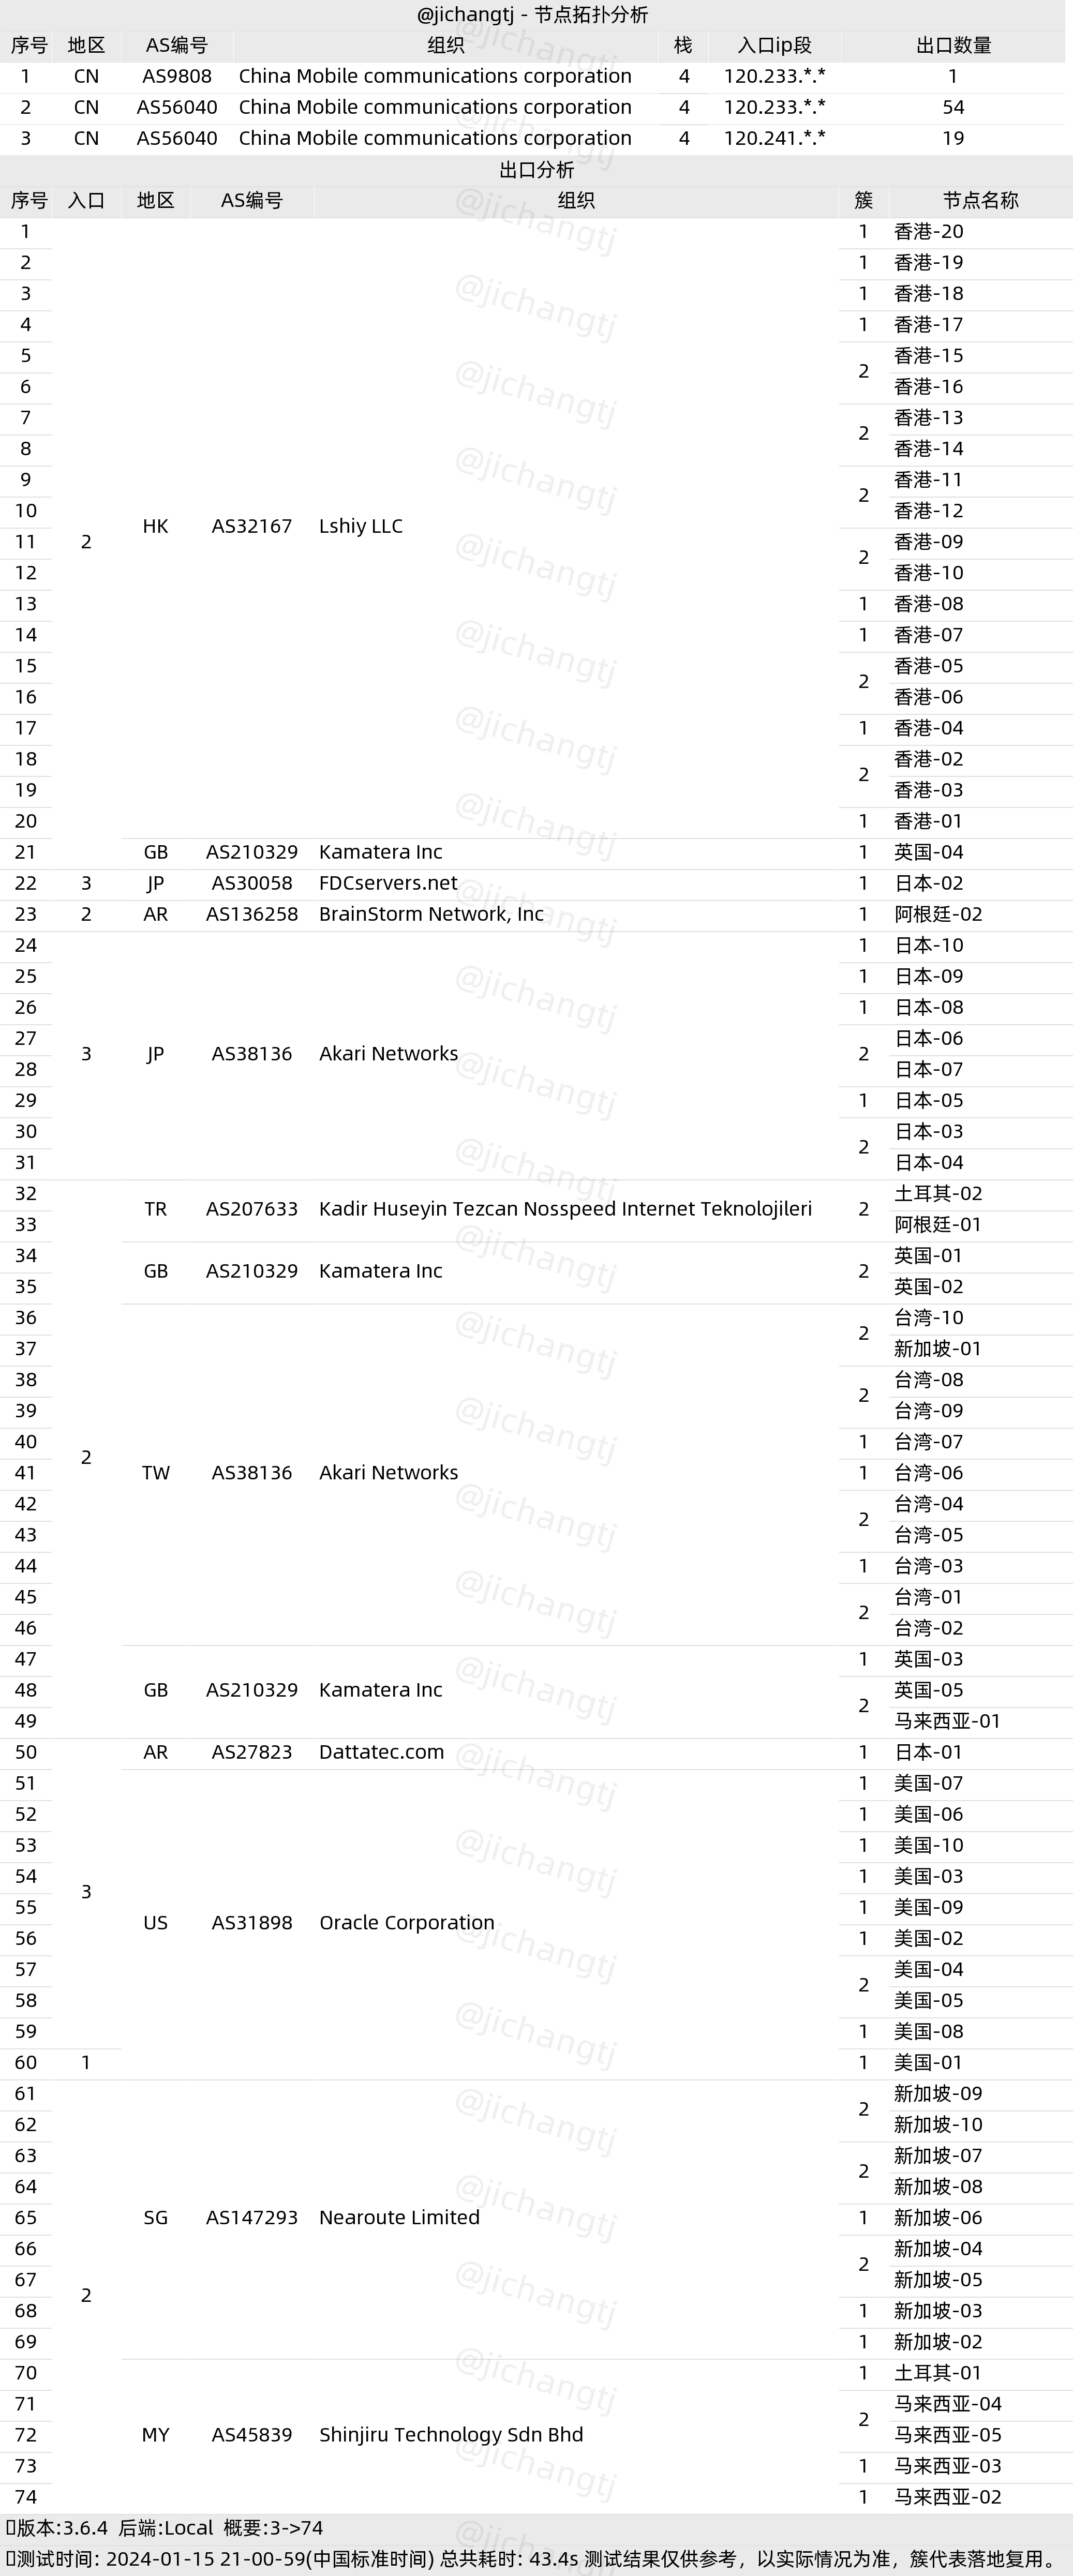 @jichangtj - 节点拓扑分析
序号 地区 AS编号 组织 栈 入口ip段 出口数量
1 CN AS9808 China Mobile communications corporation 4 120.233.*.* 1
2 CN AS56040 China Mobile communications corporation 4 120.233.*.* 54
3 CN AS56040 China Mobile communications corporation 4 120.241.*.* 19
出口分析
序号 入口 地区 AS编号 组织 簇 节点名称
1 1 香港-20
2 1 香港-19
3 1 香港-18
4 1 香港-17
5 2 香港-15
6 香港-16
7 2 香港-13
8 香港-14
9 2 香港-11
10 香港-12
11 2 HK AS32167 Lshiy LLC 2 香港-09
12 香港-10
13 1 香港-08
14 1 香港-07
15 2 香港-05
16 香港-06
17 1 香港-04
18 2 香港-02
19 香港-03
20 1 香港-01
21 GB AS210329 Kamatera Inc 1 英国-04
22 3 JP AS30058 FDCservers.net 1 日本-02
23 2 AR AS136258 BrainStorm Network, Inc 1 阿根廷-02
24 1 日本-10
25 1 日本-09
26 1 日本-08
27 3 JP AS38136 Akari Networks 2 日本-06
28 日本-07
29 1 日本-05
30 2 日本-03
31 日本-04
32 TR AS207633 Kadir Huseyin Tezcan Nosspeed Internet Teknolojileri 2 土耳其-02
33 阿根廷-01
34 GB AS210329 Kamatera Inc 2 英国-01
35 英国-02
36 2 台湾-10
37 新加坡-01
38 2 台湾-08
39 台湾-09
40 2 1 台湾-07
41 TW AS38136 Akari Networks 1 台湾-06
42 2 台湾-04
43 台湾-05
44 1 台湾-03
45 2 台湾-01
46 台湾-02
47 1 英国-03
48 GB AS210329 Kamatera Inc 2 英国-05
49 马来西亚-01
50 AR AS27823 Dattatec.com 1 日本-01
51 1 美国-07
52 1 美国-06
53 1 美国-10
54 3 1 美国-03
55 US AS31898 Oracle Corporation 1 美国-09
56 1 美国-02
57 2 美国-04
58 美国-05
59 1 美国-08
60 1 1 美国-01
61 2 新加坡-09
62 新加坡-10
63 2 新加坡-07
64 新加坡-08
65 SG AS147293 Nearoute Limited 1 新加坡-06
66 2 新加坡-04
67 2 新加坡-05
68 1 新加坡-03
69 1 新加坡-02
70 1 土耳其-01
71 2 马来西亚-04
72 MY AS45839 Shinjiru Technology Sdn Bhd 马来西亚-05
73 1 马来西亚-03
74 1 马来西亚-02
版本:3.6.4 后端:Local 概要:3->74
测试时间: 2024-01-15 21-00-59(中国标准时间) 总共耗时: 43.4s 测试结果仅供参考，以实际情况为准，簇代表落地复用。